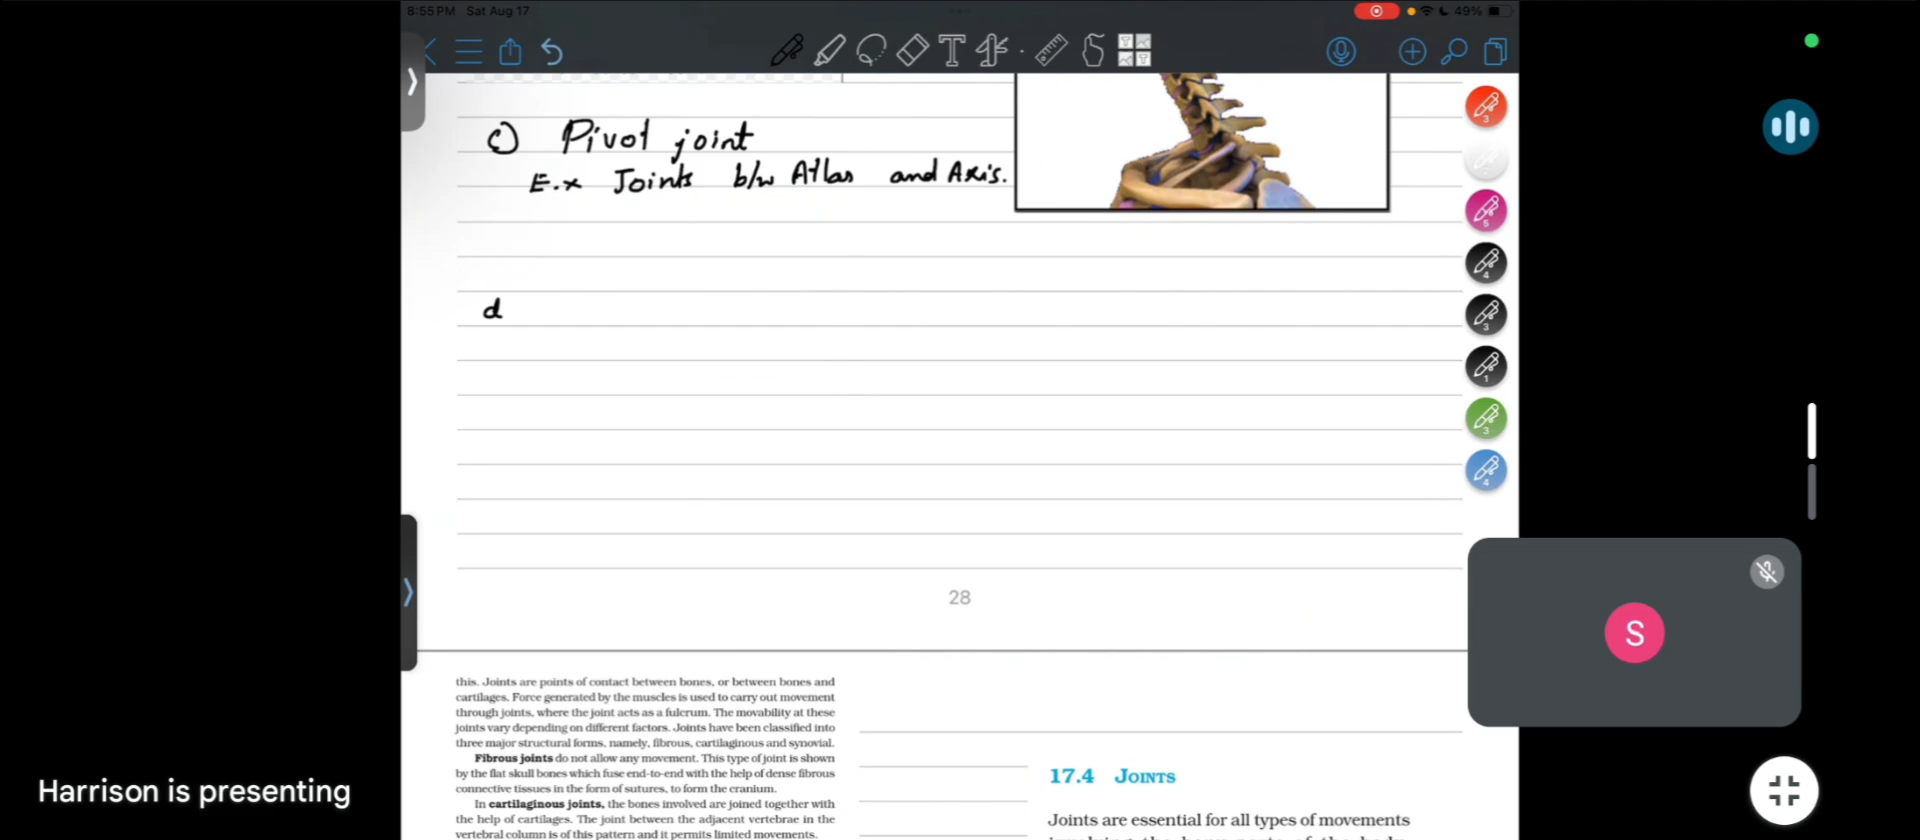 8:55 PM Sat Aug 17
49%
c) Pivot joint
E.x Joints b/w Atlas and Axis.
d
3
5
4
3
1
3
4
28
S
this. Joints are points of contact between bones, or between bones and
cartilages. Force generated by the muscles is used to carry out movement
through joints, where the joint acts as a fulcrum. The movability at these
joints vary depending on different factors. Joints have been classified into
three major structural forms, namely, fibrous, cartilaginous and synovial.
Fibrous joints do not allow any movement. This type of joint is shown
by the flat skull bones which fuse end-to-end with the help of dense fibrous
connective tissues in the form of sutures, to form the cranium.
In cartilaginous joints, the bones involved are joined together with
the help of cartilages. The joint between the adjacent vertebrae in the
vertebral column is of this pattern and it permits limited movements.
17.4 JOINTS
Joints are essential for all types of movements
Harrison is presenting